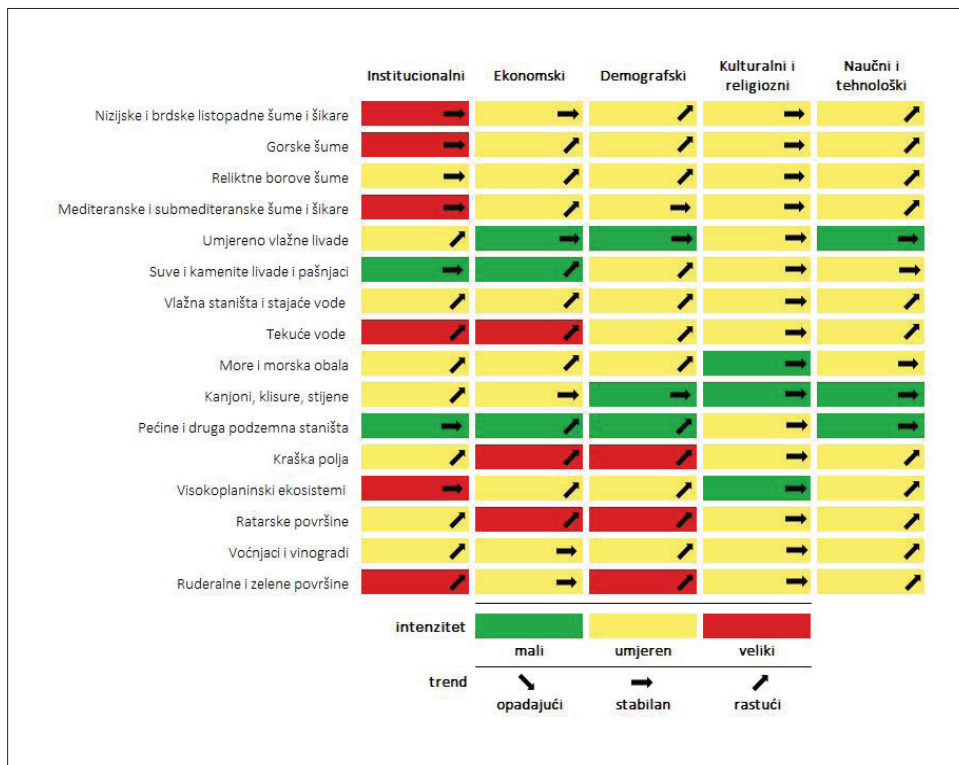 Institucionalni Ekonomski Demografski Kulturalni i religiozni Naučni i tehnološki
Nizijske i brdske listopadne šume i šikare
Gorske šume
Reliktne borove šume
Mediteranske i submediteranske šume i šikare
Umjereno vlažne livade
Suve i kamenite livade i pašnjaci
Vlažna staništa i stajaće vode
Tekuće vode
More i morska obala
Kanjoni, klisure, stijene
Pećine i druga podzemna staništa
Kraška polja
Visokoplaninski ekosistemi
Ratarske površine
Voćnjaci i vinogradi
Ruderalne i zelene površine
intenzitet
mali umjeren veliki
trend
opadajući stabilan rastući